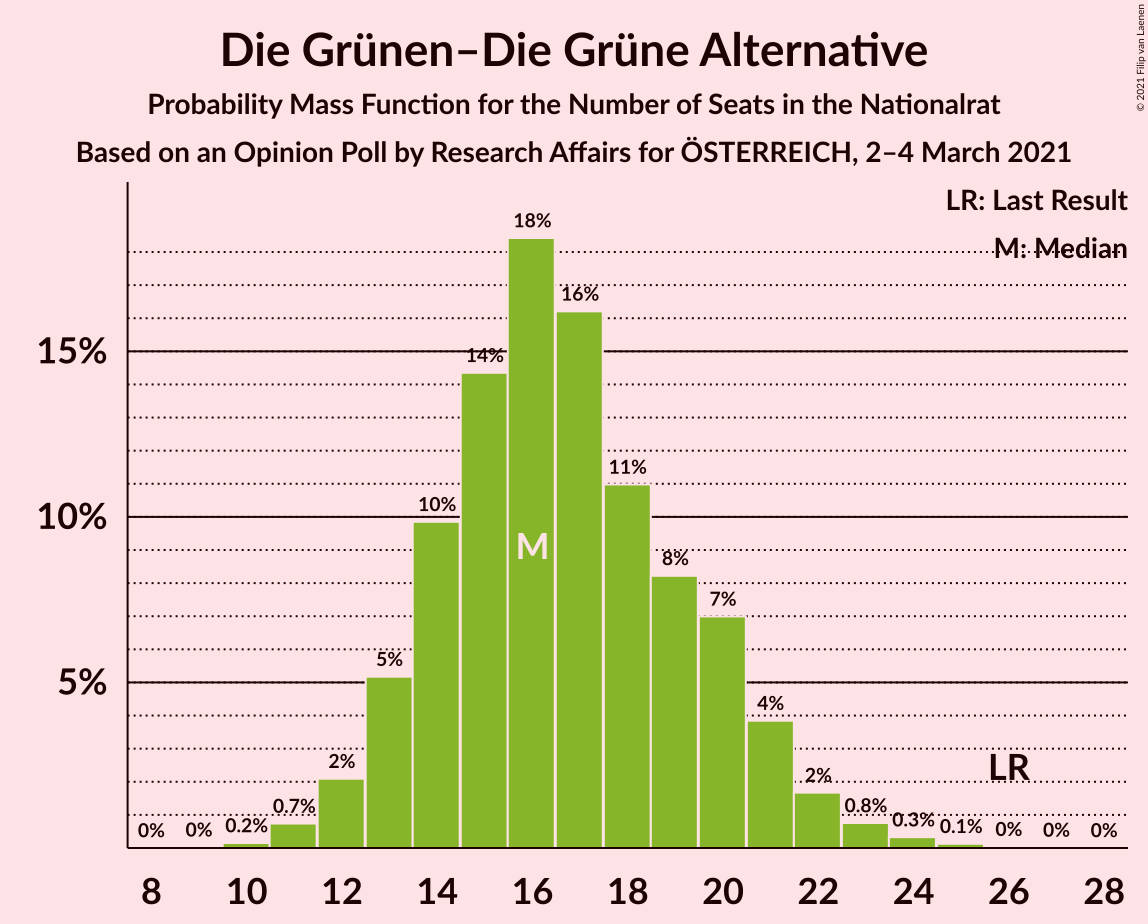 Die Grünen–Die Grüne Alternative
Probability Mass Function for the Number of Seats in the Nationalrat
Based on an Opinion Poll by Research Affairs for ÖSTERREICH, 2–4 March 2021
© 2021 Filip van Laenen
LR: Last Result
M: Median
15%
10%
5%
0% 0% 0.2% 0.7% 2% 5% 10% 14% 18% 16% 11% 8% 7% 4% 2% 0.8% 0.3% 0.1% 0% 0% 0%
M
LR
8 10 12 14 16 18 20 22 24 26 28